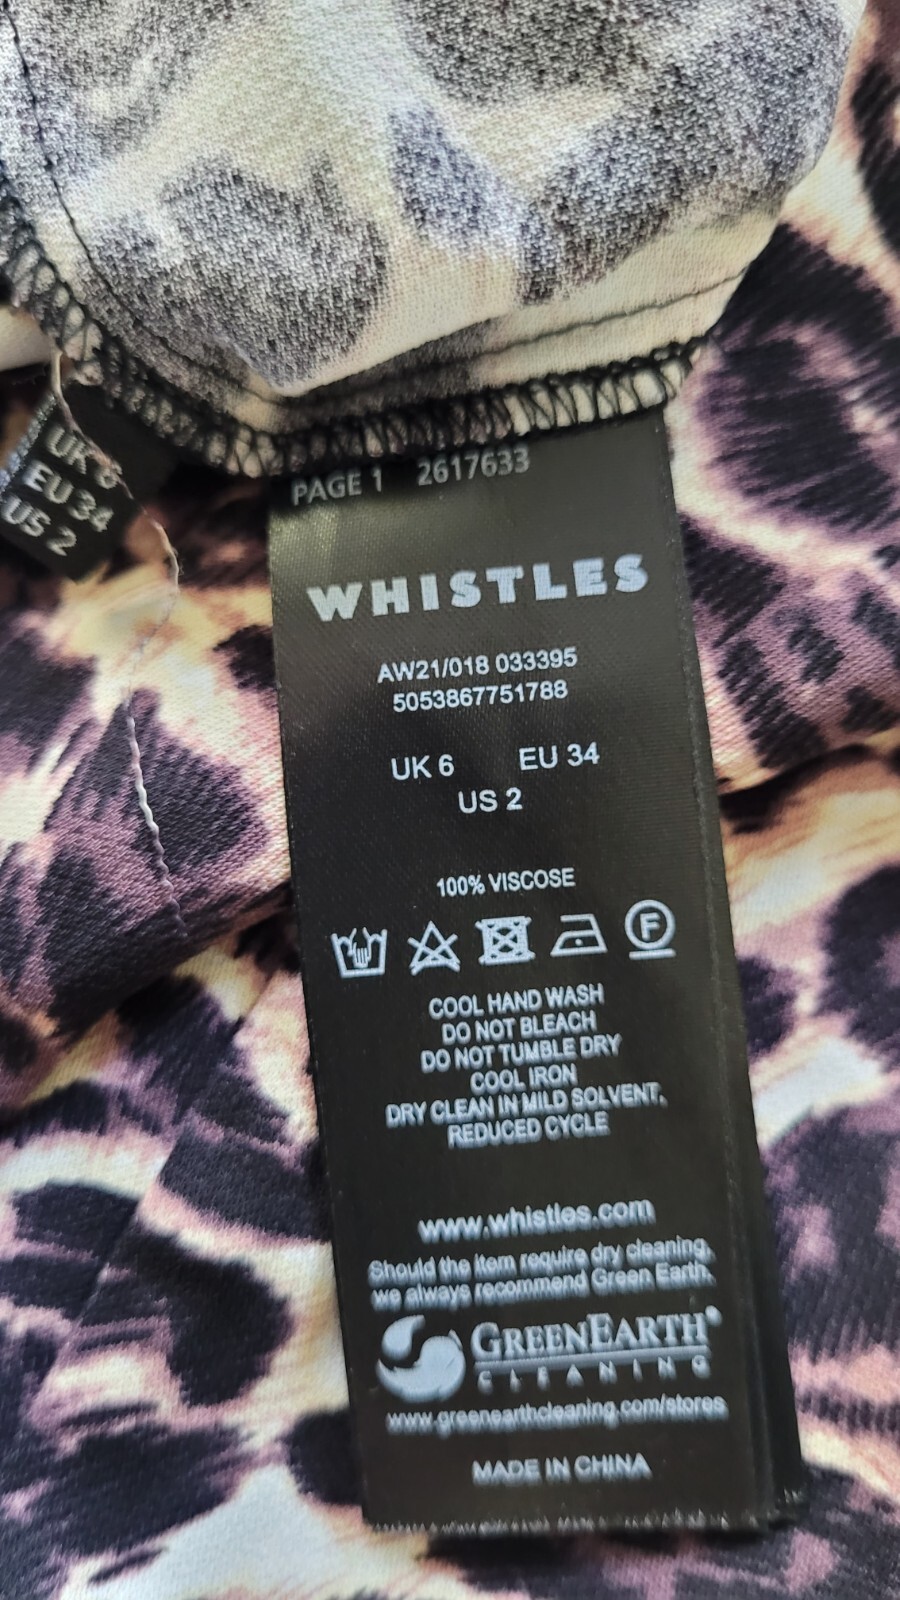 UK 6
EU 34
US 2
PAGE 1 2617633
WHISTLES
AW21/018 033395
5053867751788
UK 6 EU 34
US 2
100% VISCOSE
F
COOL HAND WASH
DO NOT BLEACH
DO NOT TUMBLE DRY
COOL IRON
DRY CLEAN IN MILD SOLVENT,
REDUCED CYCLE
www.whistles.com
Should the item require dry cleaning,
we always recommend Green Earth.
GREENEARTH®
CLEANING
www.greenearthcleaning.com/stores
MADE IN CHINA